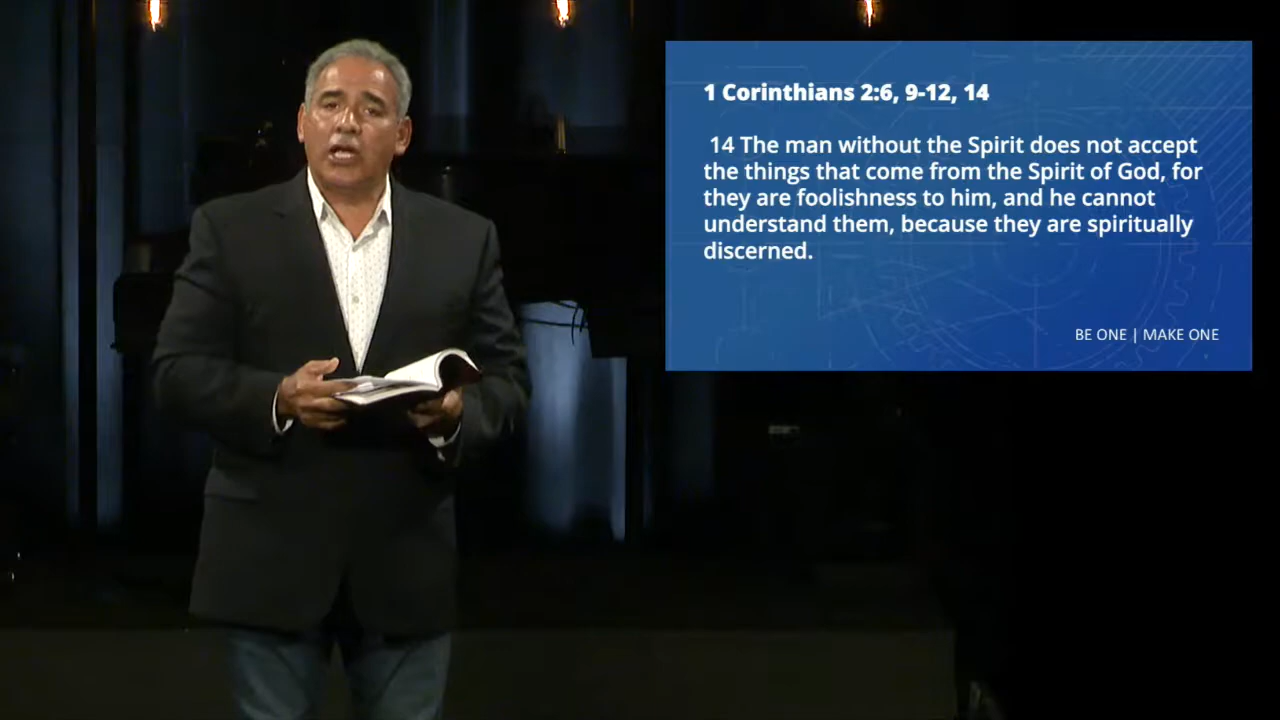 1 Corinthians 2:6, 9-12, 14
14 The man without the Spirit does not accept
the things that come from the Spirit of God, for
they are foolishness to him, and he cannot
understand them, because they are spiritually
discerned.
BE ONE | MAKE ONE